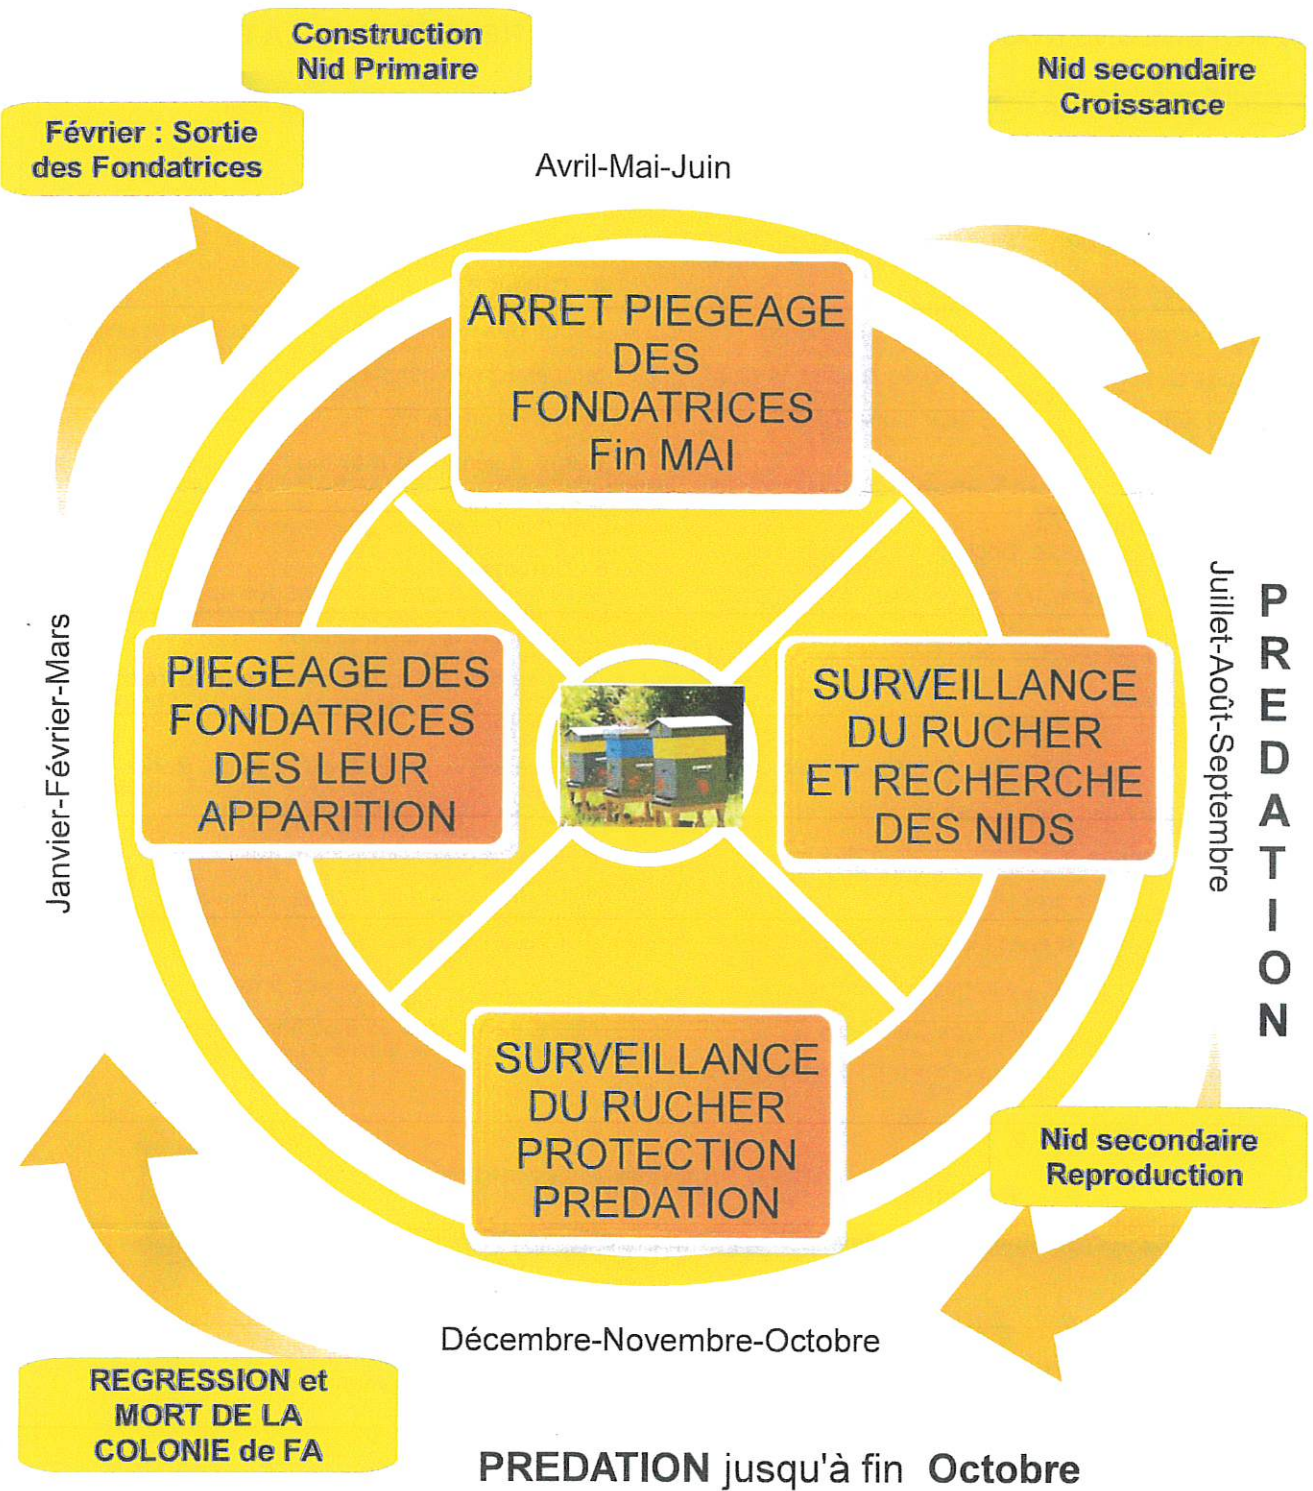 Construction
Nid Primaire
Nid secondaire
Croissance
Février : Sortie
des Fondatrices
Avril-Mai-Juin
ARRET PIEGEAGE
DES
FONDATRICES
Fin MAI
Janvier-Février-Mars
PIEGEAGE DES
FONDATRICES
DES LEUR
APPARITION
SURVEILLANCE
DU RUCHER
ET RECHERCHE
DES NIDS
Juillet-Août-Septembre
PREDATION
SURVEILLANCE
DU RUCHER
PROTECTION
PREDATION
Nid secondaire
Reproduction
Décembre-Novembre-Octobre
REGRESSION et
MORT DE LA
COLONIE de FA
PREDATION jusqu'à fin Octobre